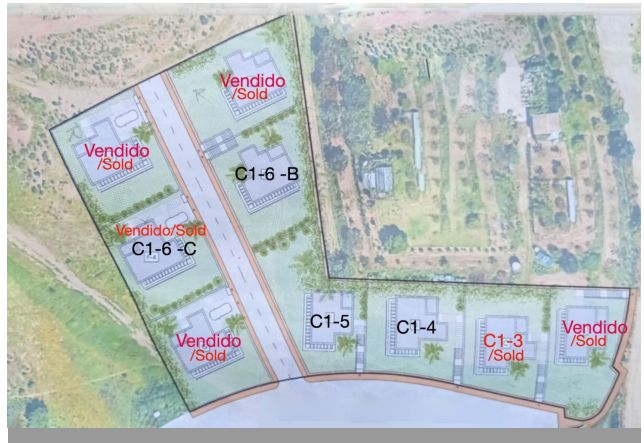 Vendido
/Sold
Vendido
/Sold
C1-6 -B
Vendido/Sold
C1-6 -C
Vendido
/Sold
C1-5
C1-4
C1-3
/Sold
Vendido
/Sold